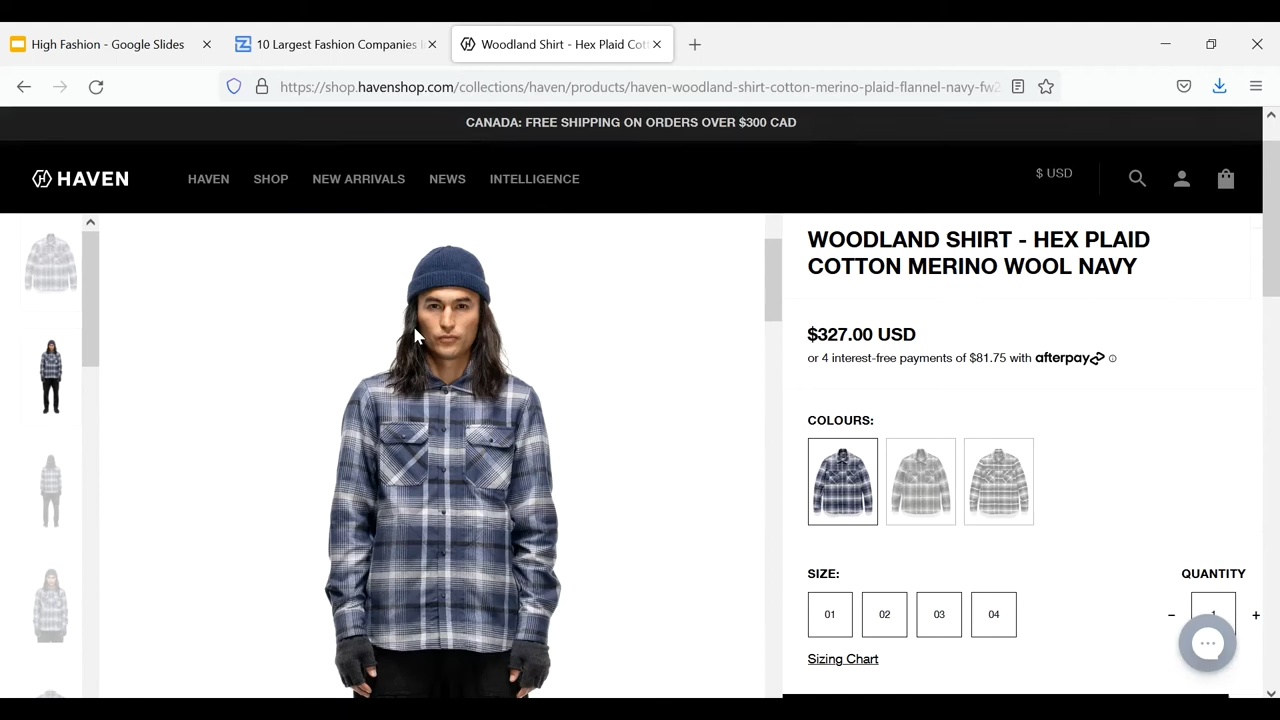 High Fashion - Google Slides
10 Largest Fashion Companies
Woodland Shirt - Hex Plaid Cott
https://shop.havenshop.com/collections/haven/products/haven-woodland-shirt-cotton-merino-plaid-flannel-navy-fw2
CANADA: FREE SHIPPING ON ORDERS OVER $300 CAD
HAVEN
HAVEN SHOP NEW ARRIVALS NEWS INTELLIGENCE
$ USD
WOODLAND SHIRT - HEX PLAID
COTTON MERINO WOOL NAVY
$327.00 USD
or 4 interest-free payments of $81.75 with afterpay
COLOURS:
SIZE:
QUANTITY
01 02 03 04
- 1 +
Sizing Chart